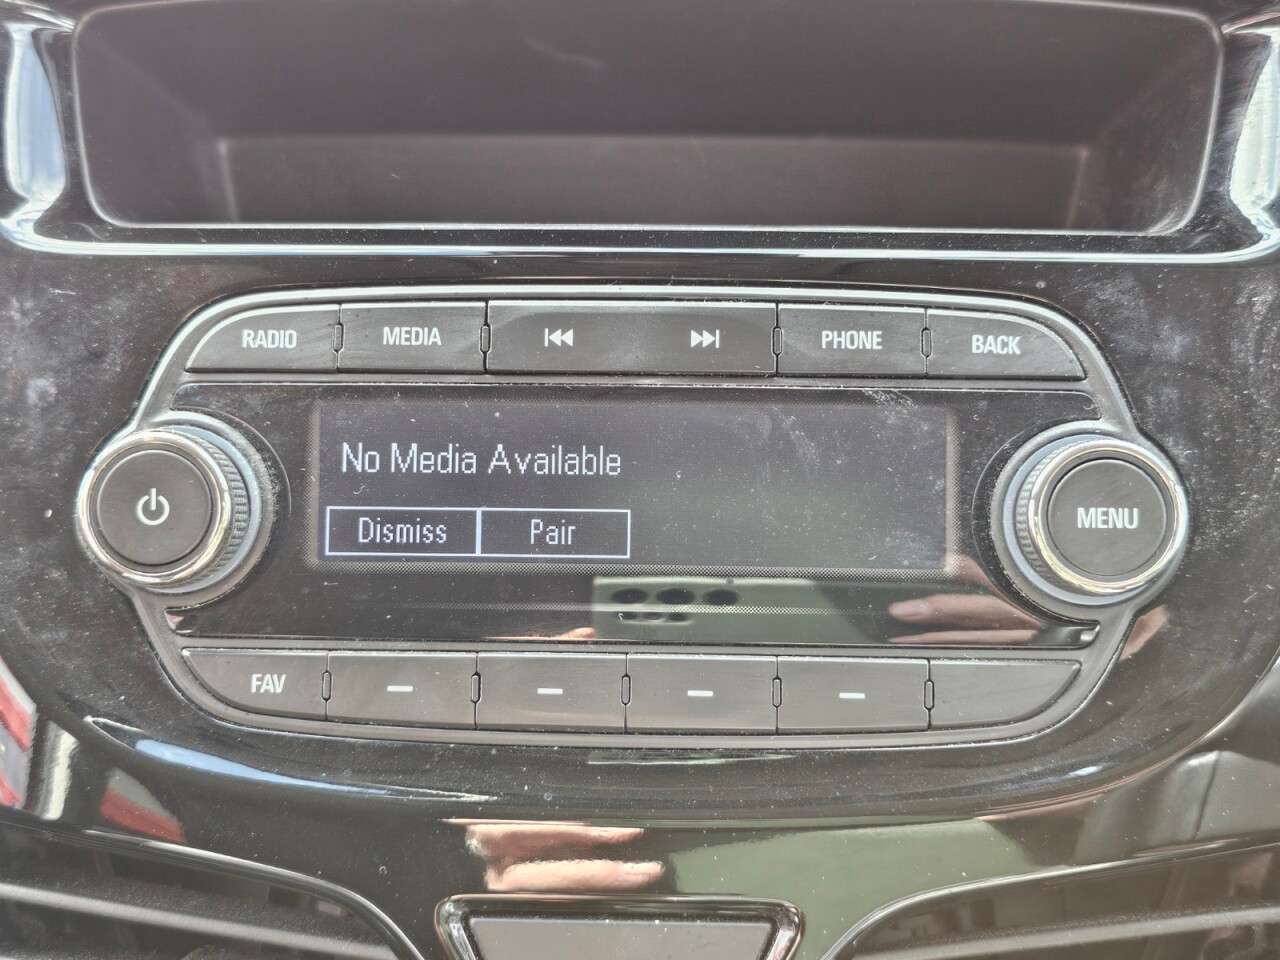 RADIO MEDIA PHONE BACK
No Media Available
Dismiss Pair
MENU
FAV